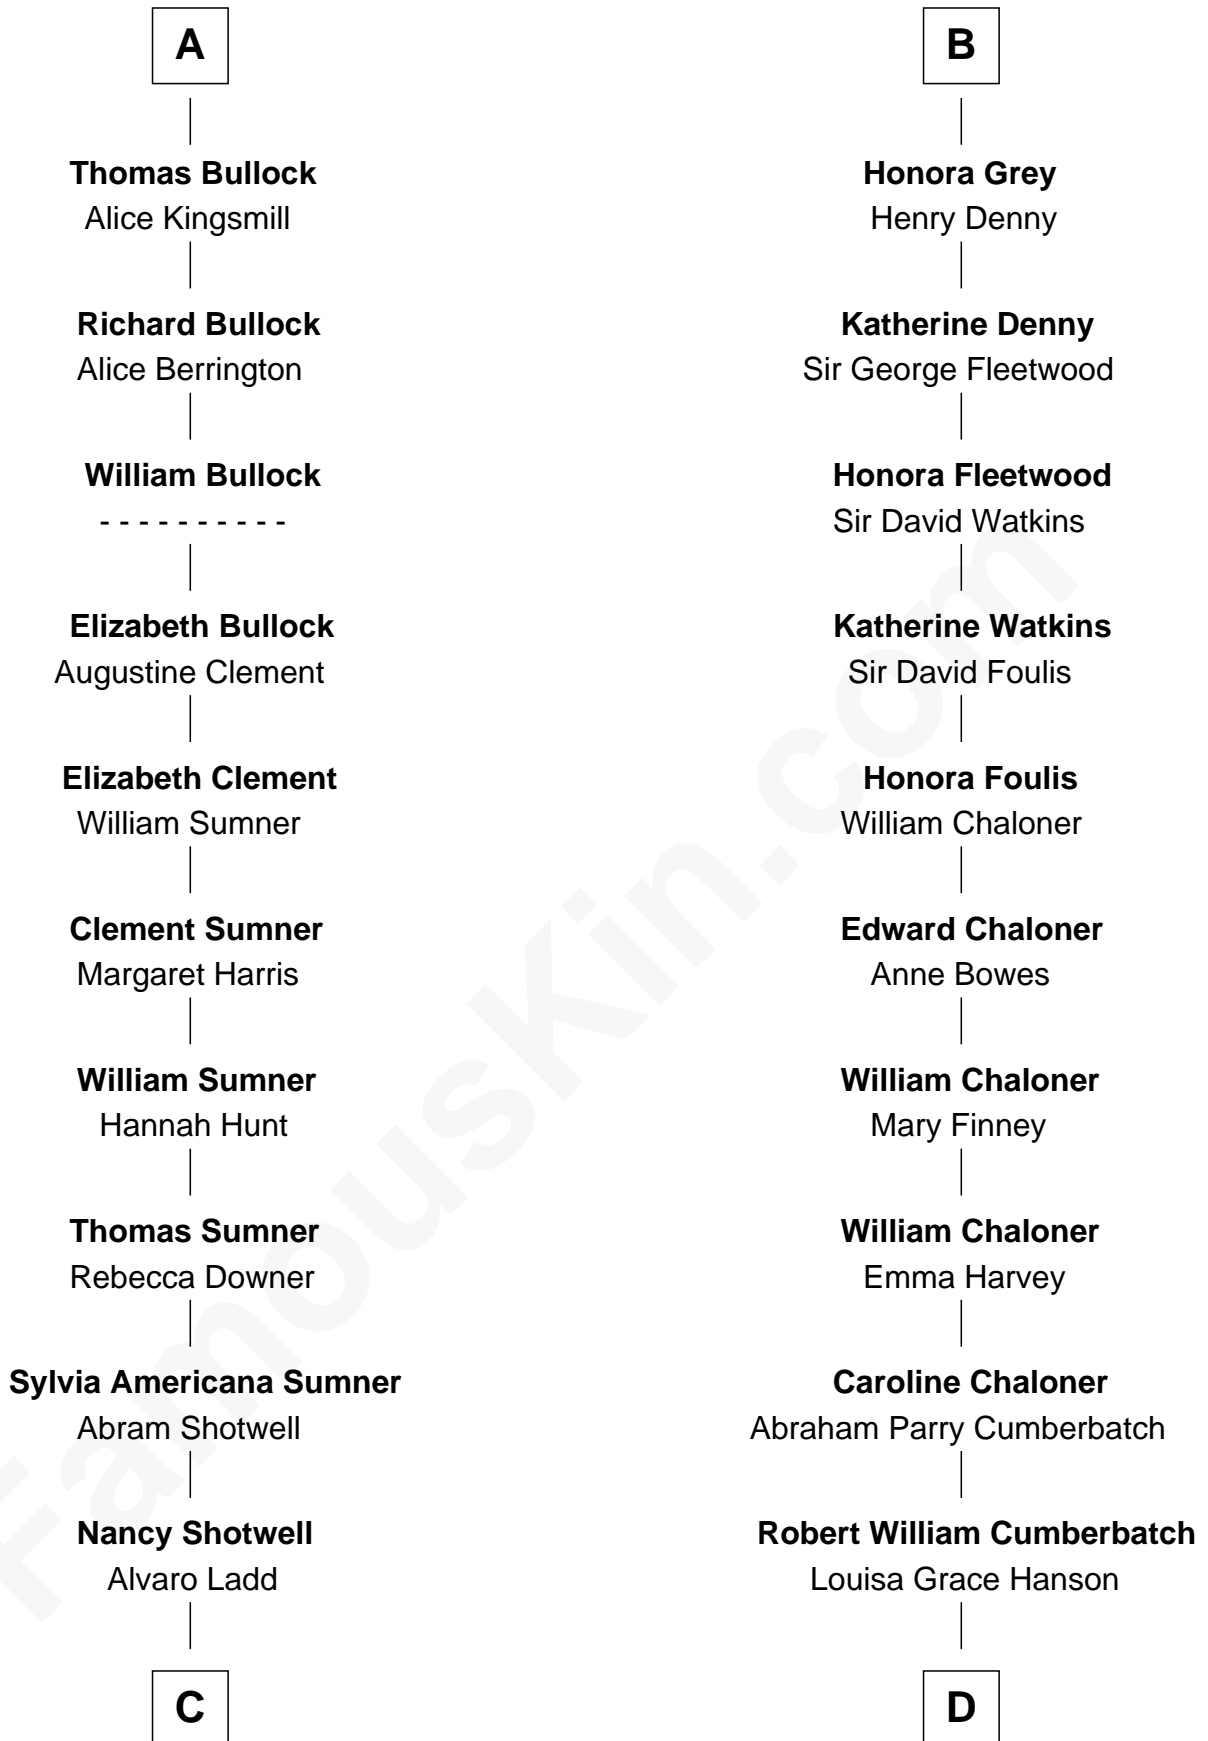 A
Thomas Bullock
Alice Kingsmill
Richard Bullock
Alice Berrington
William Bullock
- - - - - - - - - -
Elizabeth Bullock
Augustine Clement
Elizabeth Clement
William Sumner
Clement Sumner
Margaret Harris
William Sumner
Hannah Hunt
Thomas Sumner
Rebecca Downer
Sylvia Americana Sumner
Abram Shotwell
Nancy Shotwell
Alvaro Ladd
C
B
Honora Grey
Henry Denny
Katherine Denny
Sir George Fleetwood
Honora Fleetwood
Sir David Watkins
Katherine Watkins
Sir David Foulis
Honora Foulis
William Chaloner
Edward Chaloner
Anne Bowes
William Chaloner
Mary Finney
William Chaloner
Emma Harvey
Caroline Chaloner
Abraham Parry Cumberbatch
Robert William Cumberbatch
Louisa Grace Hanson
D
FamousKin.com